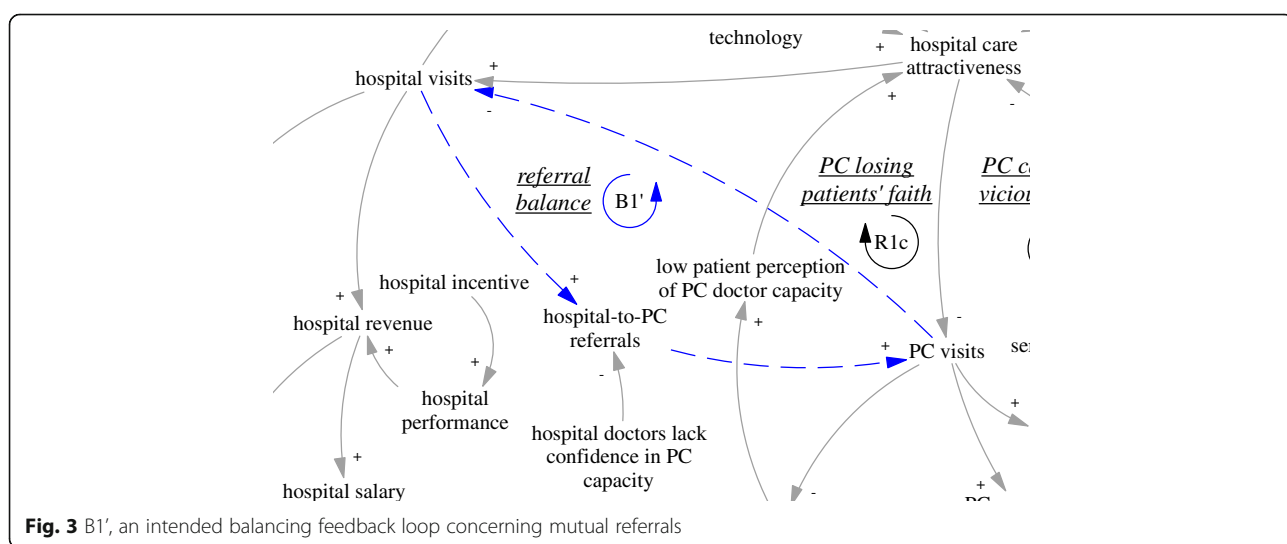 technology
hospital care
attractiveness
+
+
hospital visits
+
-
+
-
referral
balance
B1'
PC losing
patients' faith
R1c
PC
viciou
low patient perception
of PC doctor capacity
hospital incentive
+
+
hospital revenue
hospital-to-PC
referrals
+
+
-
PC visits
+
+
-
hospital
performance
hospital doctors lack
confidence in PC
capacity
+
+
hospital salary
-
+
Fig. 3 B1', an intended balancing feedback loop concerning mutual referrals